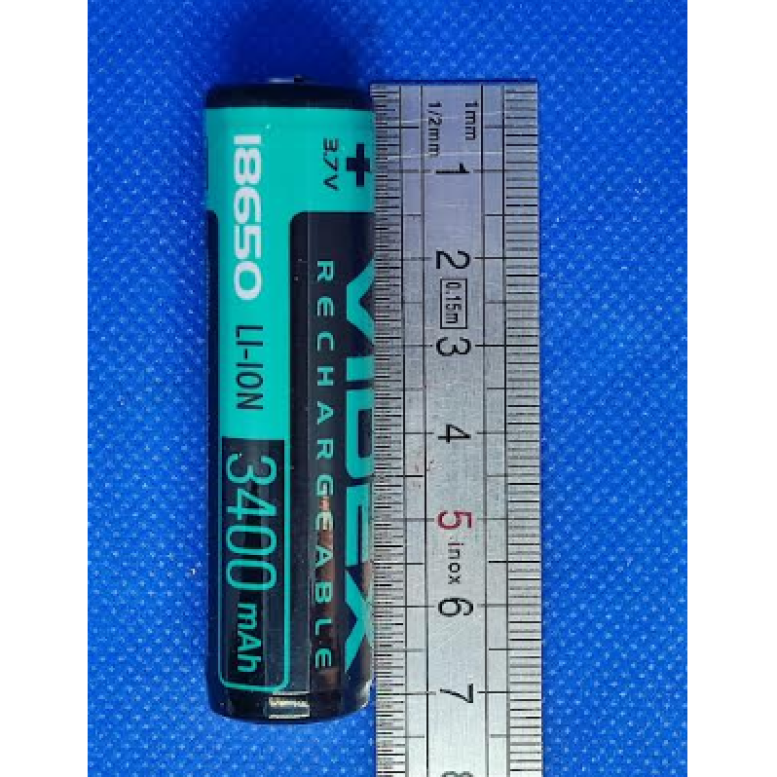 18650 LI-ION
3400 mAh
+
3.7V
RECHARGEABLE
VIDEX
1mm
1/2mm
1
2
0.15m
3
4
5
inox
6
7
8